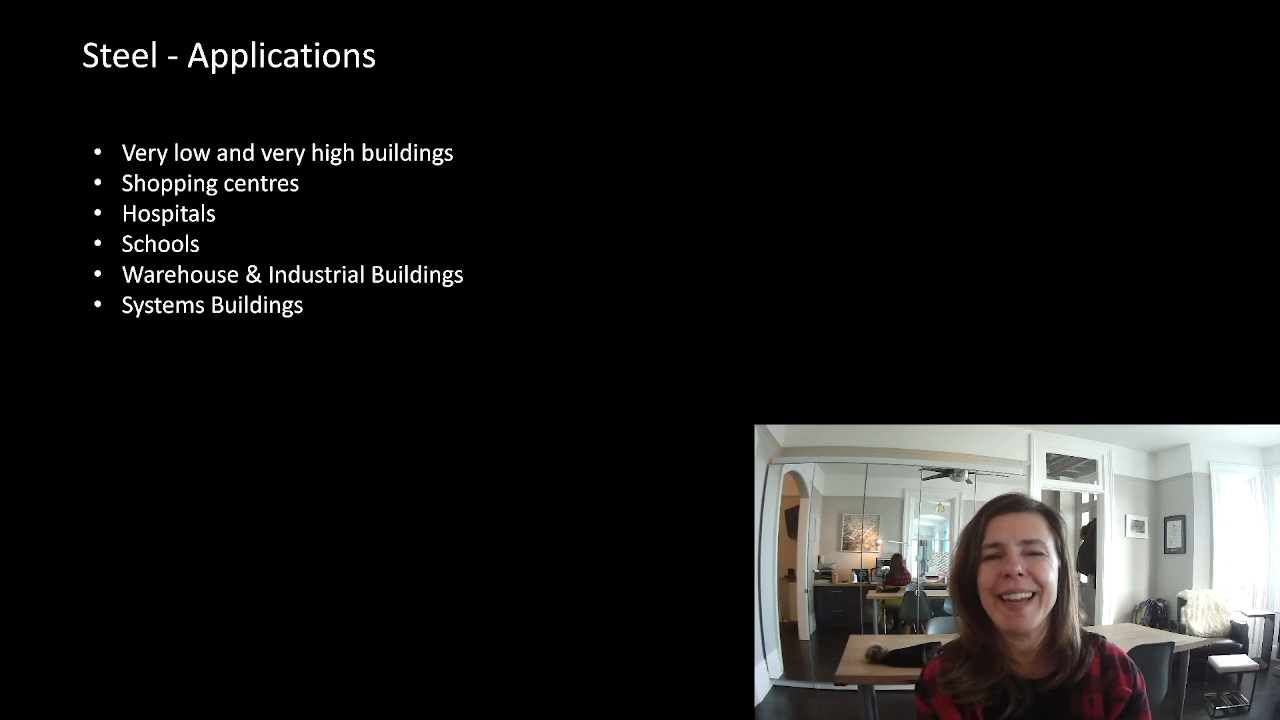 Steel - Applications
• Very low and very high buildings
• Shopping centres
• Hospitals
• Schools
• Warehouse & Industrial Buildings
• Systems Buildings